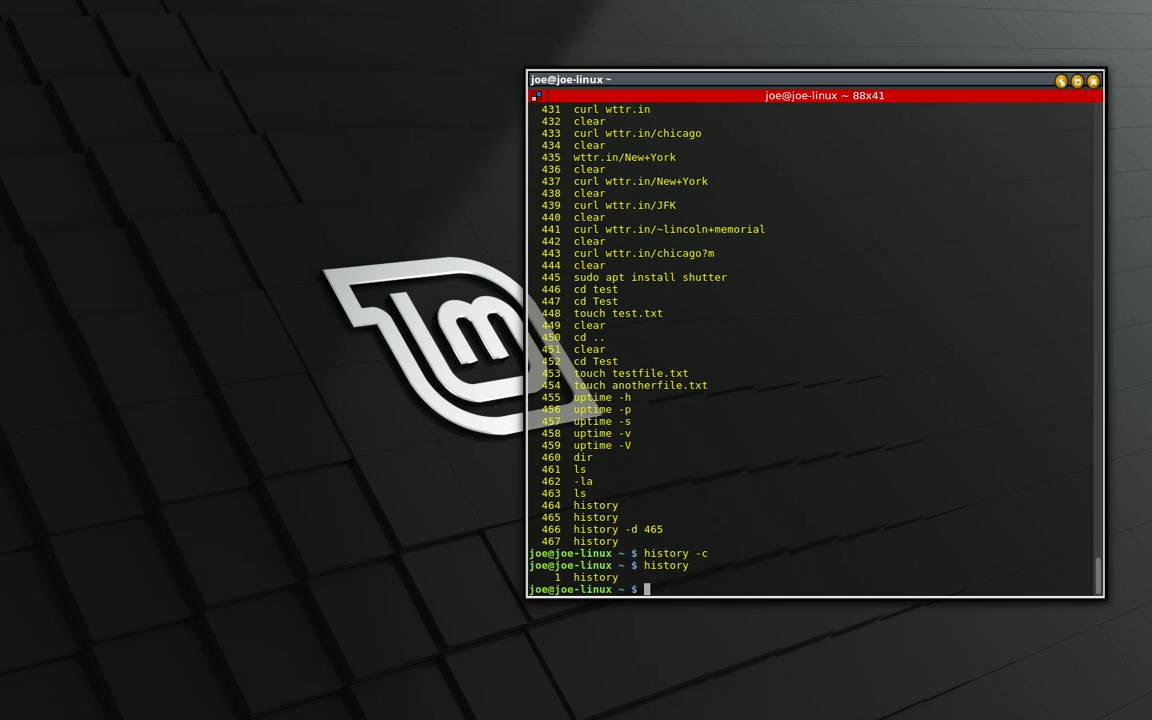 joe@joe-linux ~
joe@joe-linux ~ 88x41
431 curl wttr.in
432 clear
433 curl wttr.in/chicago
434 clear
435 wttr.in/New+York
436 clear
437 curl wttr.in/New+York
438 clear
439 curl wttr.in/JFK
440 clear
441 curl wttr.in/~lincoln+memorial
442 clear
443 curl wttr.in/chicago?m
444 clear
445 sudo apt install shutter
446 cd test
447 cd Test
448 touch test.txt
449 clear
450 cd ..
451 clear
452 cd Test
453 touch testfile.txt
454 touch anotherfile.txt
455 uptime -h
456 uptime -p
457 uptime -s
458 uptime -v
459 uptime -V
460 dir
461 ls
462 -la
463 ls
464 history
465 history
466 history -d 465
467 history
joe@joe-linux ~ $ history -c
joe@joe-linux ~ $ history
1 history
joe@joe-linux ~ $